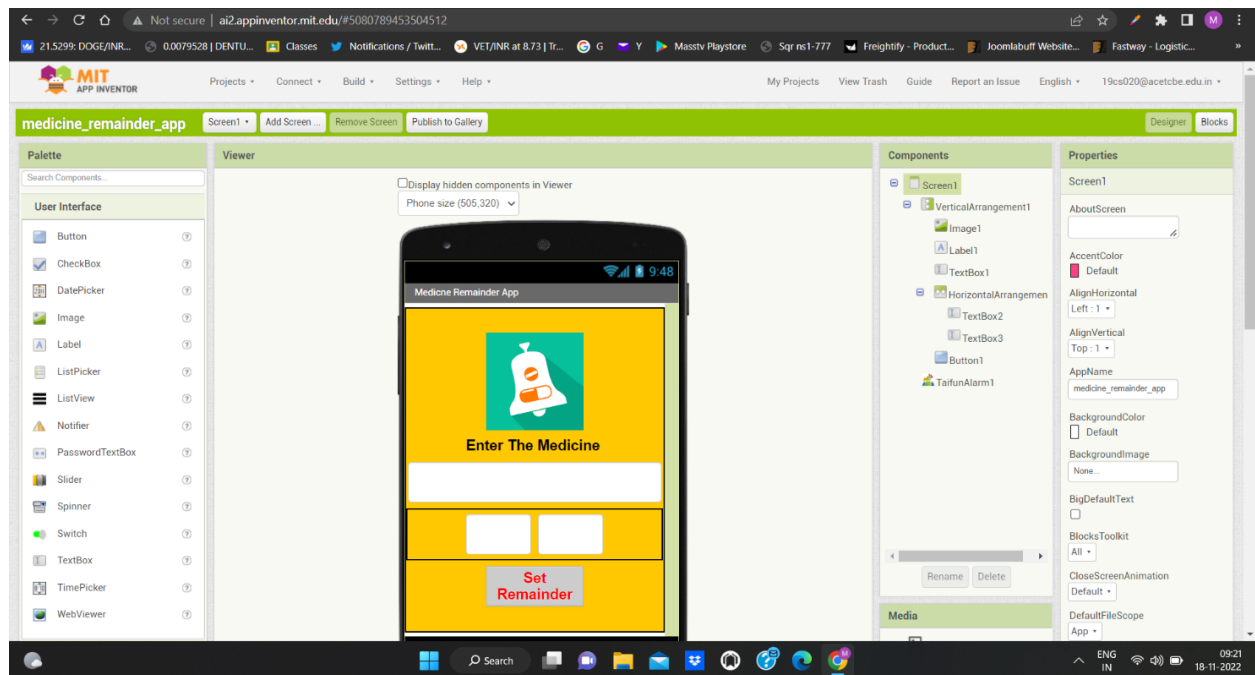 Not secure | ai2.appinventor.mit.edu/#5080789453504512
M
21.5299: DOGE/INR... 0.0079528 | DENTU... Classes Notifications / Twitt... VET/INR at 8.73 | Tr... G Y Masstv Playstore Sqr ns1-777 Freightify - Product... Joomlabuff Website... Fastway - Logistic... »
MIT
APP INVENTOR
Projects Connect Build Settings Help My Projects View Trash Guide Report an Issue English 19cs020@acetcbe.edu.in
medicine_remainder_app Screen1 Add Screen ... Remove Screen Publish to Gallery Designer Blocks
Palette Viewer Components Properties
Search Components...
User Interface
Button
CheckBox
DatePicker
Image
Label
ListPicker
ListView
Notifier
PasswordTextBox
Slider
Spinner
Switch
TextBox
TimePicker
WebViewer
Display hidden components in Viewer
Phone size (505,320)
9:48
Medicne Remainder App
Enter The Medicine
Set
Remainder
Screen1
VerticalArrangement1
Image1
Label1
TextBox1
HorizontalArrangemen
TextBox2
TextBox3
Button1
TaifunAlarm1
Rename Delete
Media
Screen1
AboutScreen
AccentColor
Default
AlignHorizontal
Left : 1
AlignVertical
Top : 1
AppName
medicine_remainder_app
BackgroundColor
Default
BackgroundImage
None...
BigDefaultText
BlocksToolkit
All
CloseScreenAnimation
Default
DefaultFileScope
App
Search
ENG
IN
09:21
18-11-2022